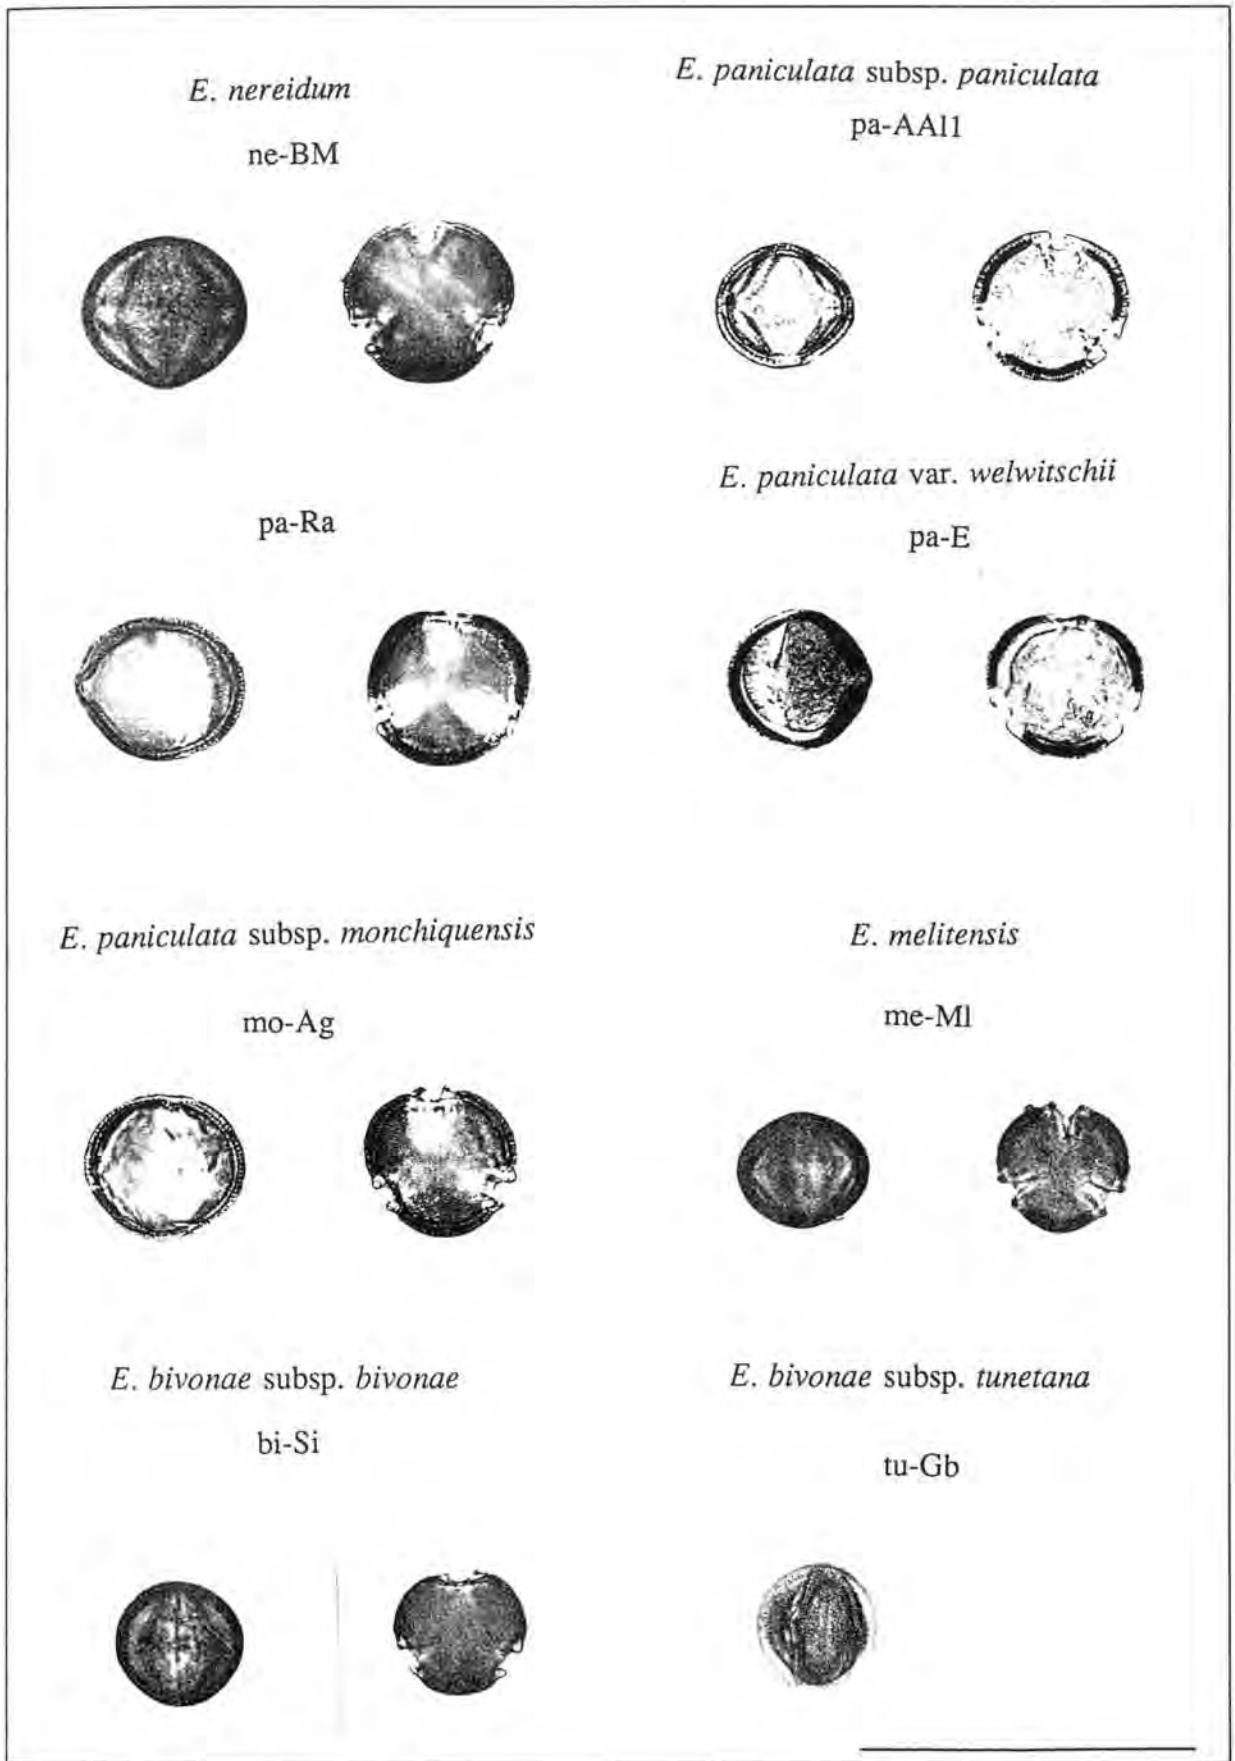 E. nereidum
ne-BM
E. paniculata subsp. paniculata
pa-AAl1
pa-Ra
E. paniculata var. welwitschii
pa-E
E. paniculata subsp. monchiquensis
mo-Ag
E. melitensis
me-Ml
E. bivonae subsp. bivonae
bi-Si
E. bivonae subsp. tunetana
tu-Gb